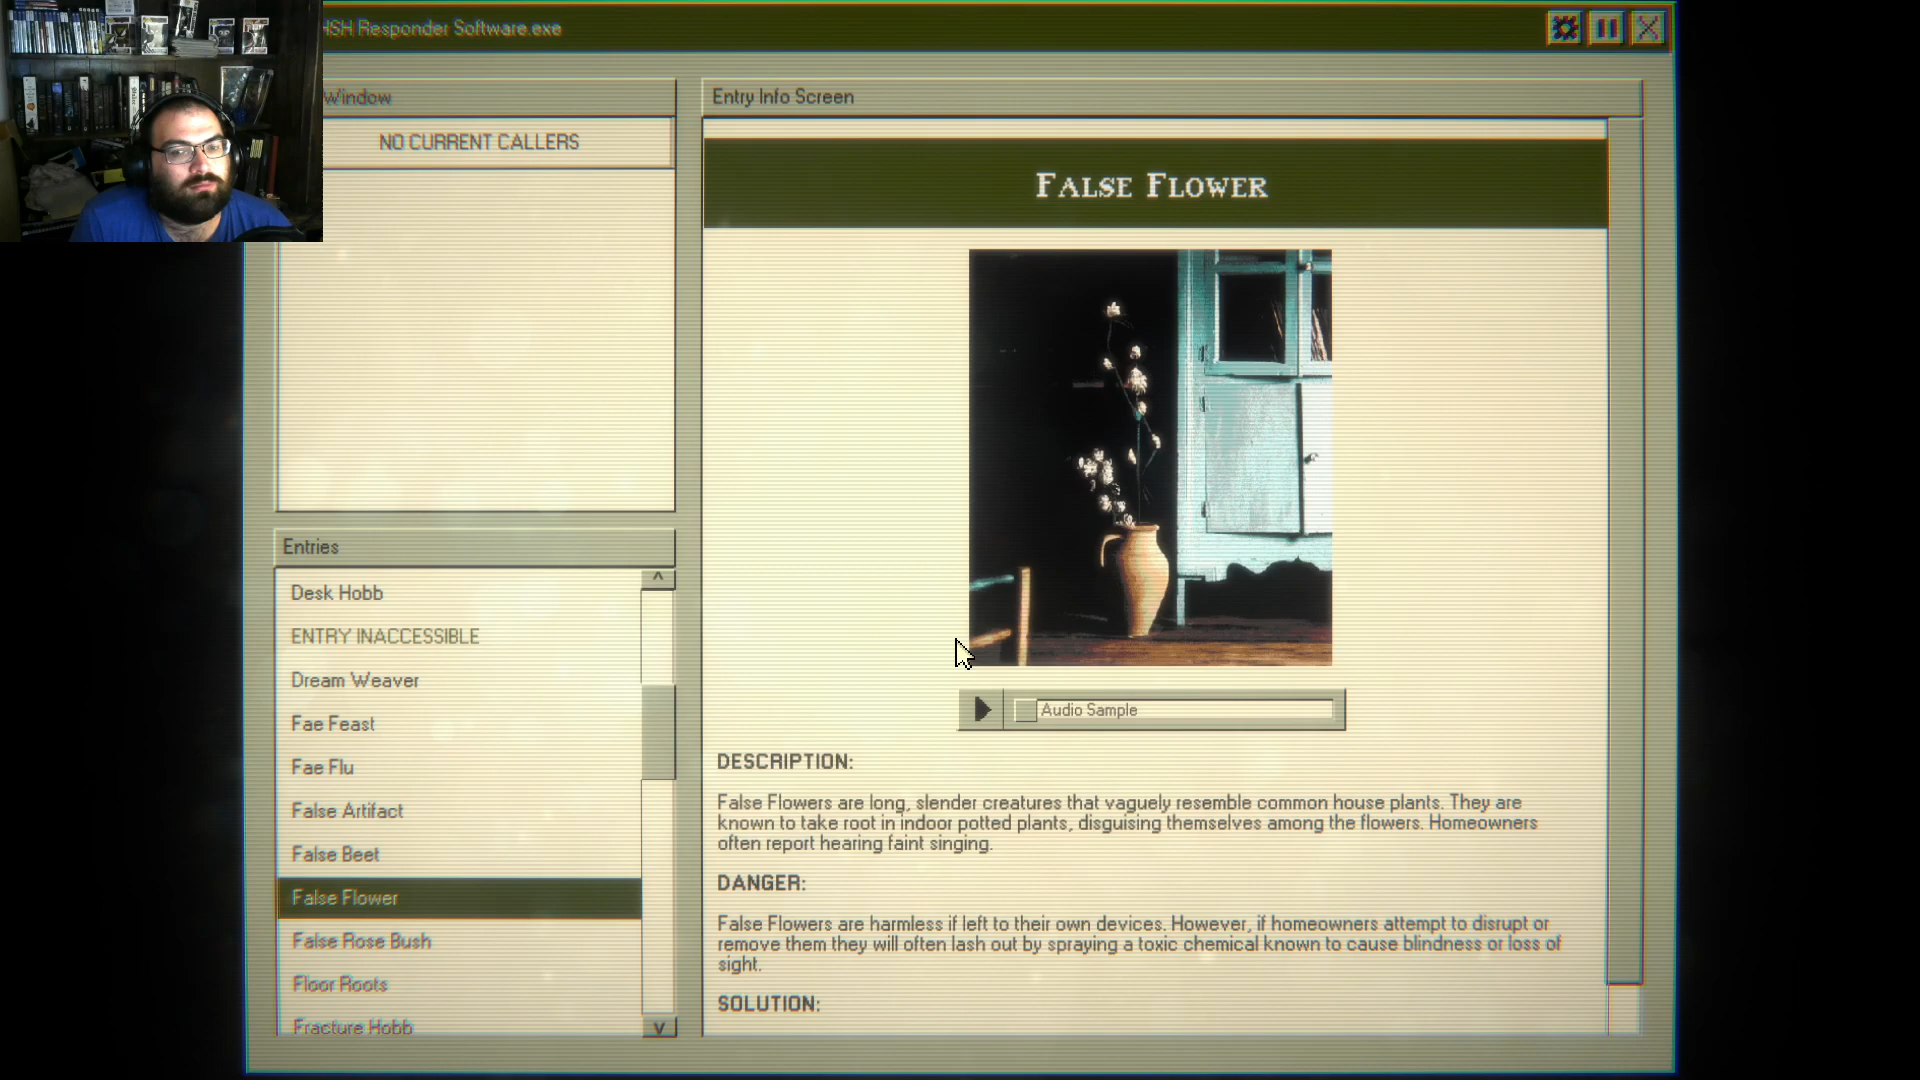 HSH Responder Software.exe
Window
NO CURRENT CALLERS
Entries
Desk Hobb
ENTRY INACCESSIBLE
Dream Weaver
Fae Feast
Fae Flu
False Artifact
False Beet
False Flower
False Rose Bush
Floor Roots
Fracture Hobb
Entry Info Screen
FALSE FLOWER
Audio Sample
DESCRIPTION:
False Flowers are long, slender creatures that vaguely resemble common house plants. They are
known to take root in indoor potted plants, disguising themselves among the flowers. Homeowners
often report hearing faint singing.
DANGER:
False Flowers are harmless if left to their own devices. However, if homeowners attempt to disrupt or
remove them they will often lash out by spraying a toxic chemical known to cause blindness or loss of
sight.
SOLUTION: